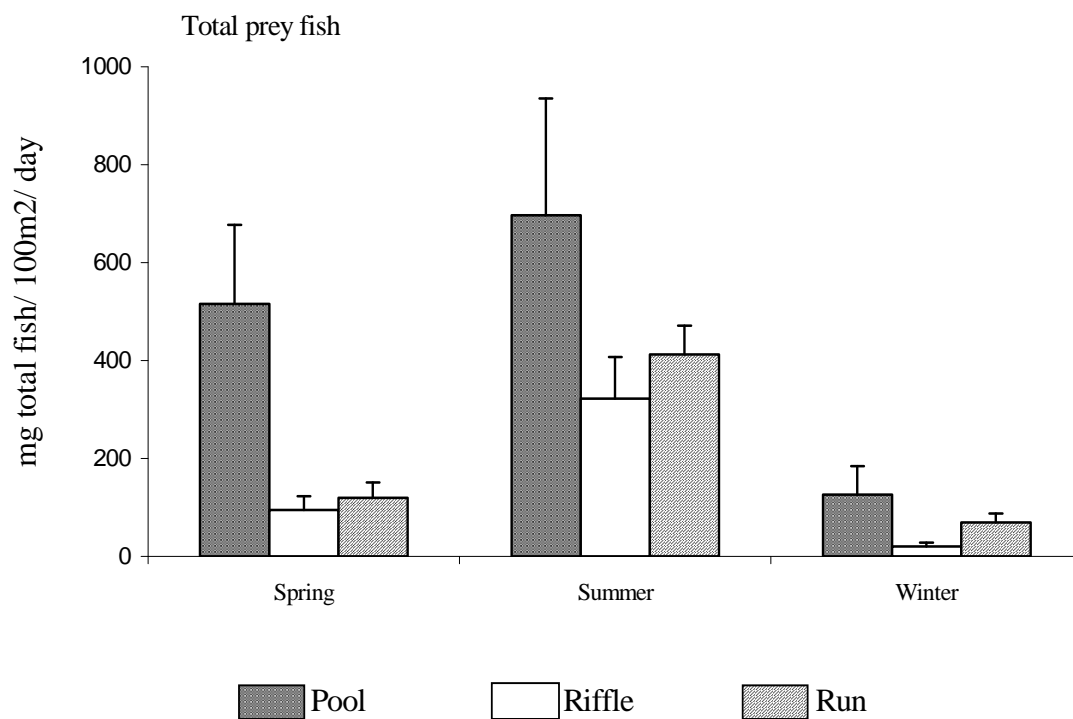 Total prey fish
mg total fish/ 100m2/ day
1000
800
600
400
200
0
Spring Summer Winter
Pool Riffle Run